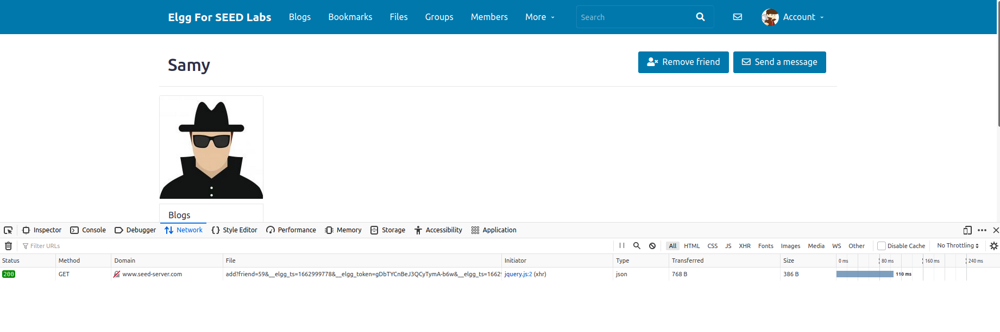 Elgg For SEED Labs Blogs Bookmarks Files Groups Members More Search Account
Samy Remove friend Send a message
Blogs
Inspector Console Debugger Network Style Editor Performance Memory Storage Accessibility Application
Filter URLs All HTML CSS JS XHR Fonts Images Media WS Other Disable Cache No Throttling
Status Method Domain File Initiator Type Transferred Size 0 ms 80 ms 160 ms 240 ms
200 GET www.seed-server.com add?friend=59&__elgg_ts=1662999778&__elgg_token=gDbTYCnBeJ3QCyTymA-b6w&__elgg_ts=1662 jquery.js:2 (xhr) json 768 B 386 B 110 ms